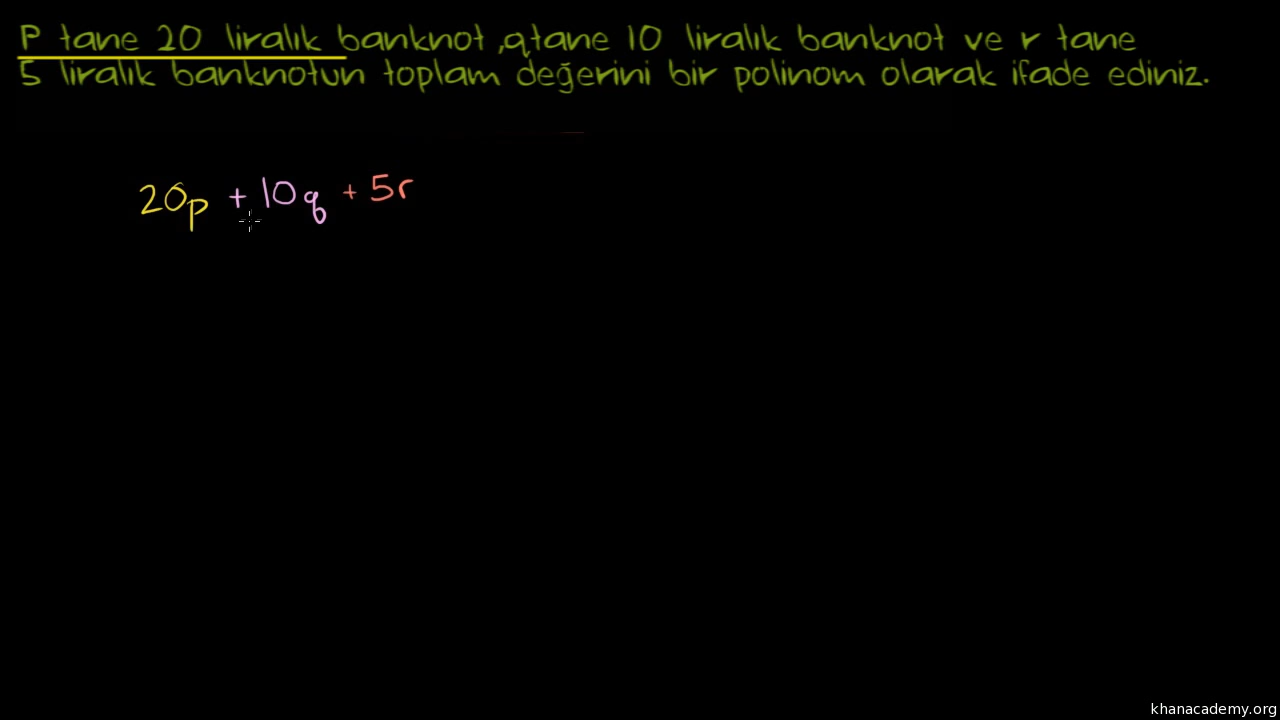 P tane 20 liralık banknot ,q tane 10 liralık banknot ve r tane
5 liralık banknotun toplam değerini bir polinom olarak ifade ediniz.
20p + 10q + 5r
khanacademy.org